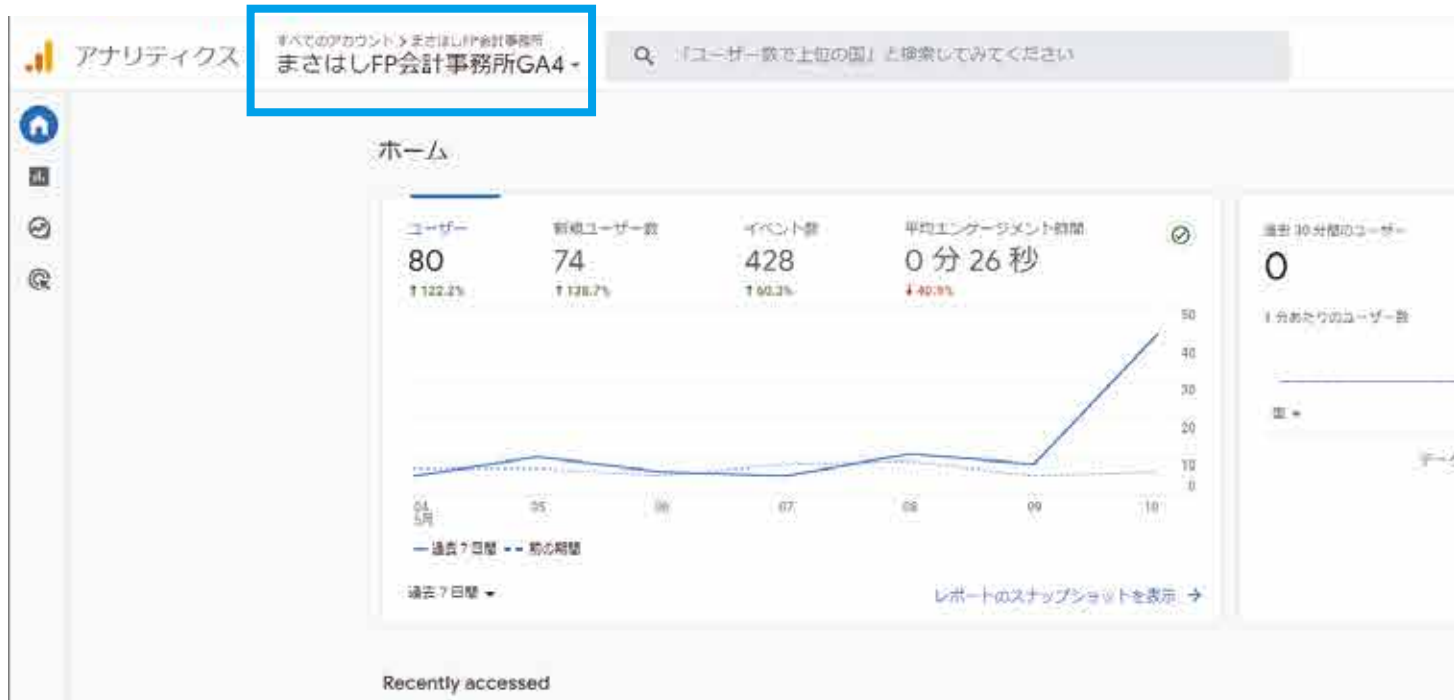 アナリティクス
すべてのアカウント > まさはしFP会計事務所
まさはしFP会計事務所GA4
「ユーザー数で上位の国」と検索してみてください
ホーム
ユーザー
80
↑122.2%
新規ユーザー数
74
↑138.7%
イベント数
428
↑60.3%
平均エンゲージメント時間
0 分 26 秒
↓40.9%
50
40
30
20
10
0
04
5月
05
06
07
08
09
10
過去 7 日間
前の期間
過去 7 日間
レポートのスナップショットを表示 →
過去 30 分間のユーザー
0
1 分あたりのユーザー数
国
データ
Recently accessed